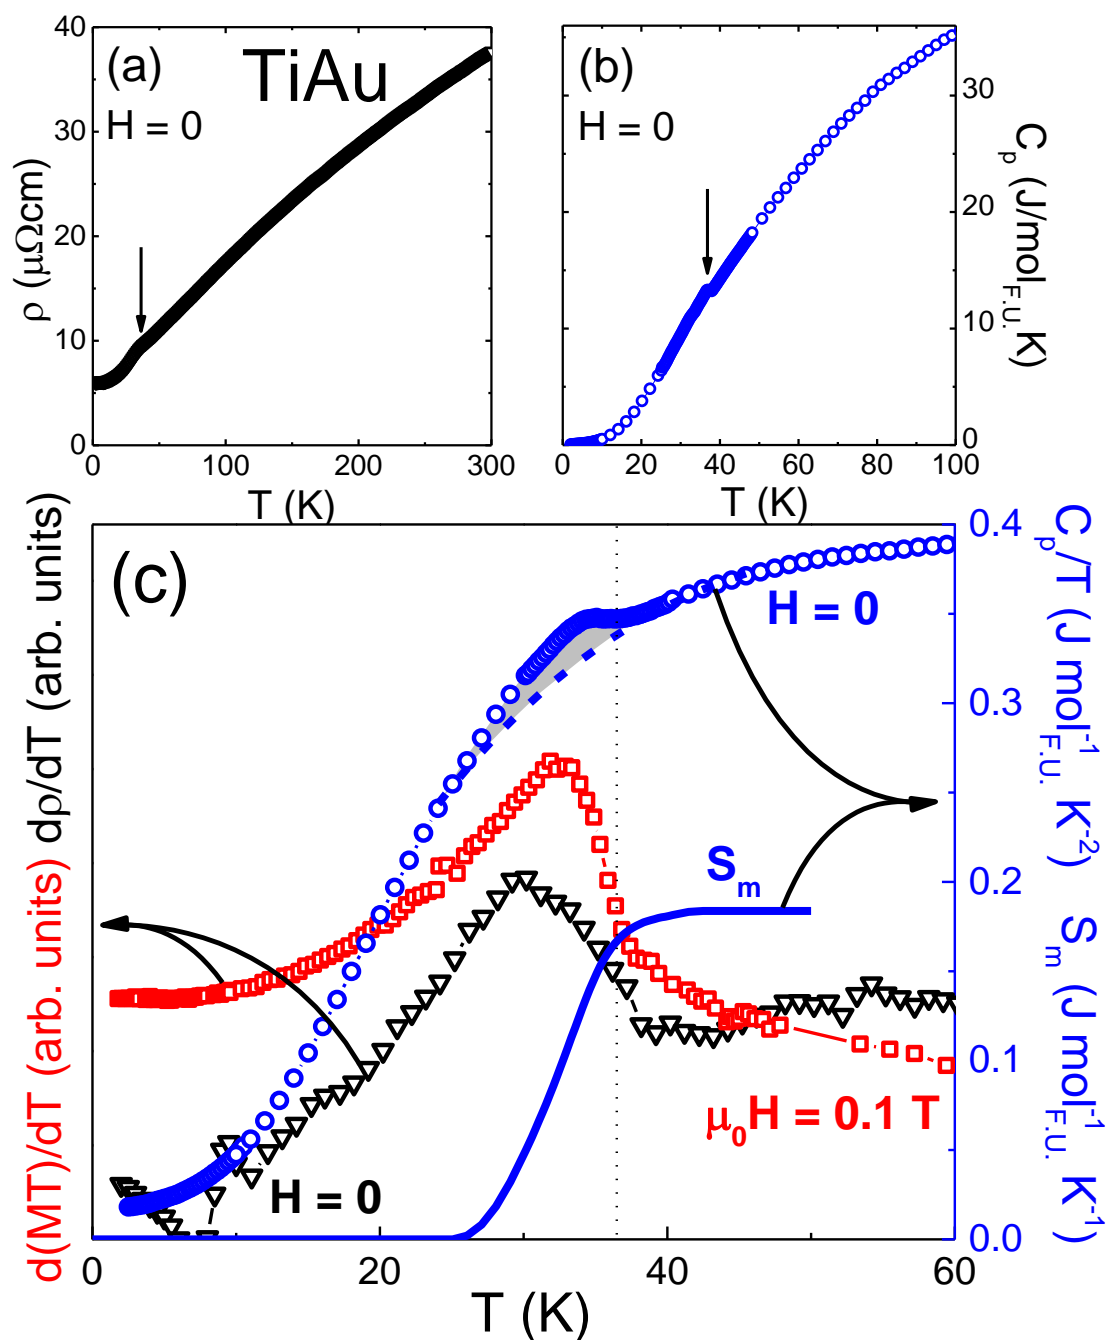 (a)
TiAu
H = 0
ρ (μΩcm)
40
30
20
10
0
0 100 200 300
T (K)
(b)
H = 0
C_p (J/mol_F.U. K)
30
20
10
0
0 20 40 60 80 100
T (K)
(c)
d(MT)/dT (arb. units) dρ/dT (arb. units)
H = 0
S_m
μ₀H = 0.1 T
H = 0
0.4
0.3
0.2
0.1
0.0
C_p/T (J mol⁻¹_F.U. K⁻²) S_m (J mol⁻¹_F.U. K⁻¹)
0 20 40 60
T (K)